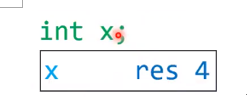 int x;
x res 4